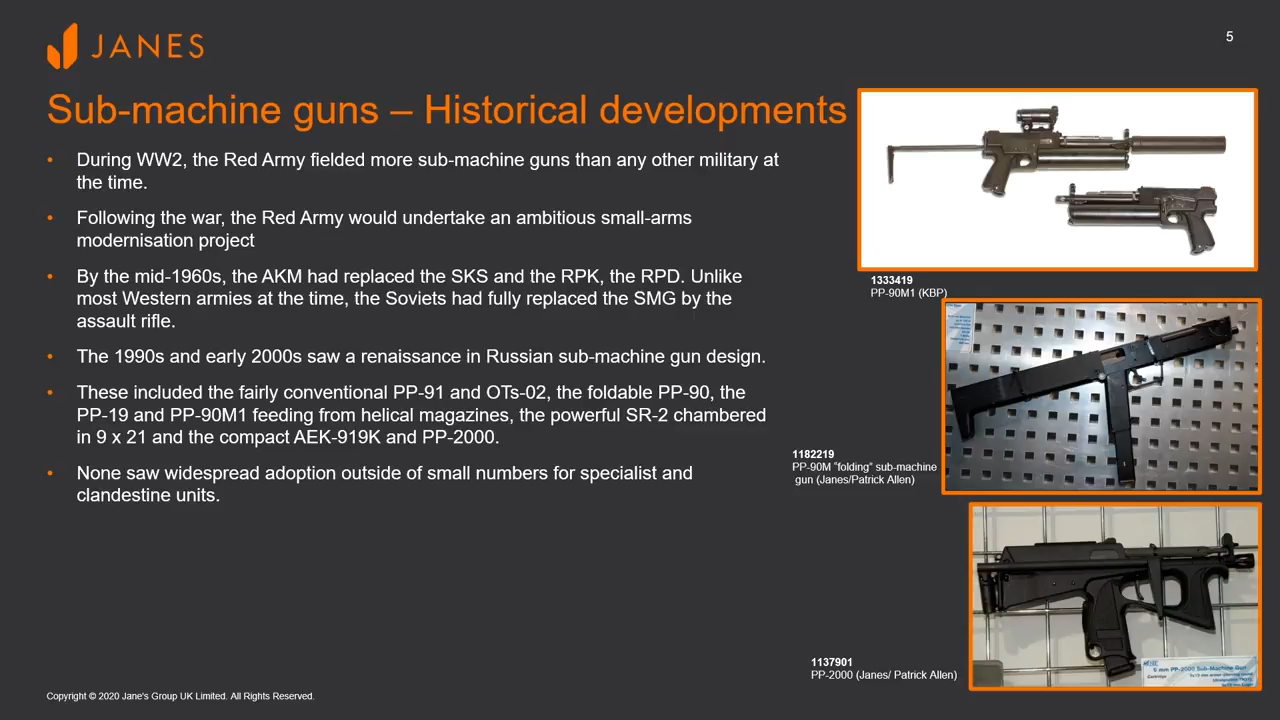 JANES
5
Sub-machine guns – Historical developments
• During WW2, the Red Army fielded more sub-machine guns than any other military at
the time.
• Following the war, the Red Army would undertake an ambitious small-arms
modernisation project
• By the mid-1960s, the AKM had replaced the SKS and the RPK, the RPD. Unlike
most Western armies at the time, the Soviets had fully replaced the SMG by the
assault rifle.
• The 1990s and early 2000s saw a renaissance in Russian sub-machine gun design.
• These included the fairly conventional PP-91 and OTs-02, the foldable PP-90, the
PP-19 and PP-90M1 feeding from helical magazines, the powerful SR-2 chambered
in 9 x 21 and the compact AEK-919K and PP-2000.
• None saw widespread adoption outside of small numbers for specialist and
clandestine units.
1333419
PP-90M1 (KBP)
1182219
PP-90M “folding” sub-machine
gun (Janes/Patrick Allen)
1137901
PP-2000 (Janes/ Patrick Allen)
PP-2000 Sub-Machine Gun
Copyright © 2020 Jane's Group UK Limited. All Rights Reserved.